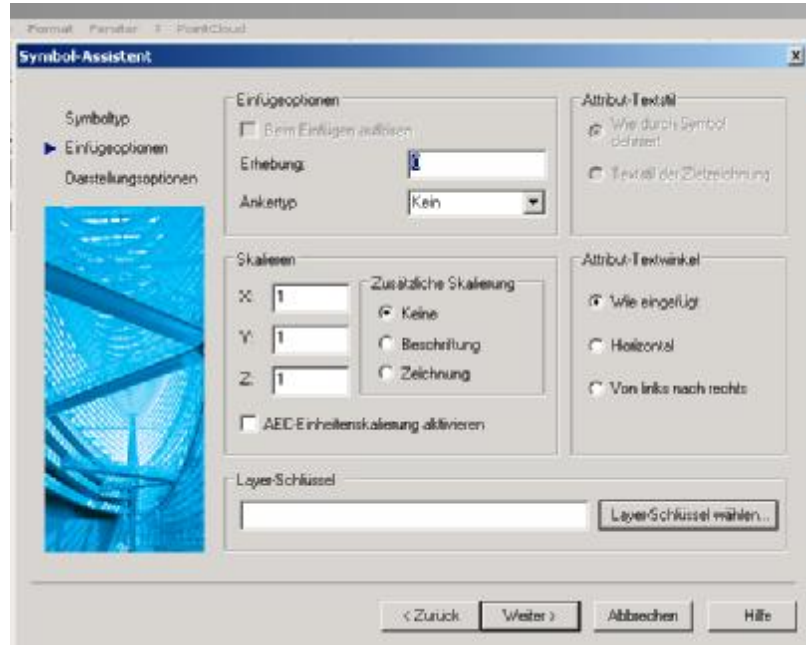 Format Fenster ? PointCloud
Symbol-Assistent
Symboltyp
Einfügeoptionen
Darstellungsoptionen
Einfügeoptionen
Beim Einfügen auflösen
Erhebung:
0
Ankertyp
Kein
Attribut-Textstil
Wie durch Symbol
definiert
Textstil der Zielzeichnung
Skalieren
X: 1
Y: 1
Z: 1
Zusätzliche Skalierung
Keine
Beschriftung
Zeichnung
AEC-Einheitenskalierung aktivieren
Attribut-Textwinkel
Wie eingefügt
Horizontal
Von links nach rechts
Layer-Schlüssel
Layer-Schlüssel wählen...
< Zurück
Weiter >
Abbrechen
Hilfe